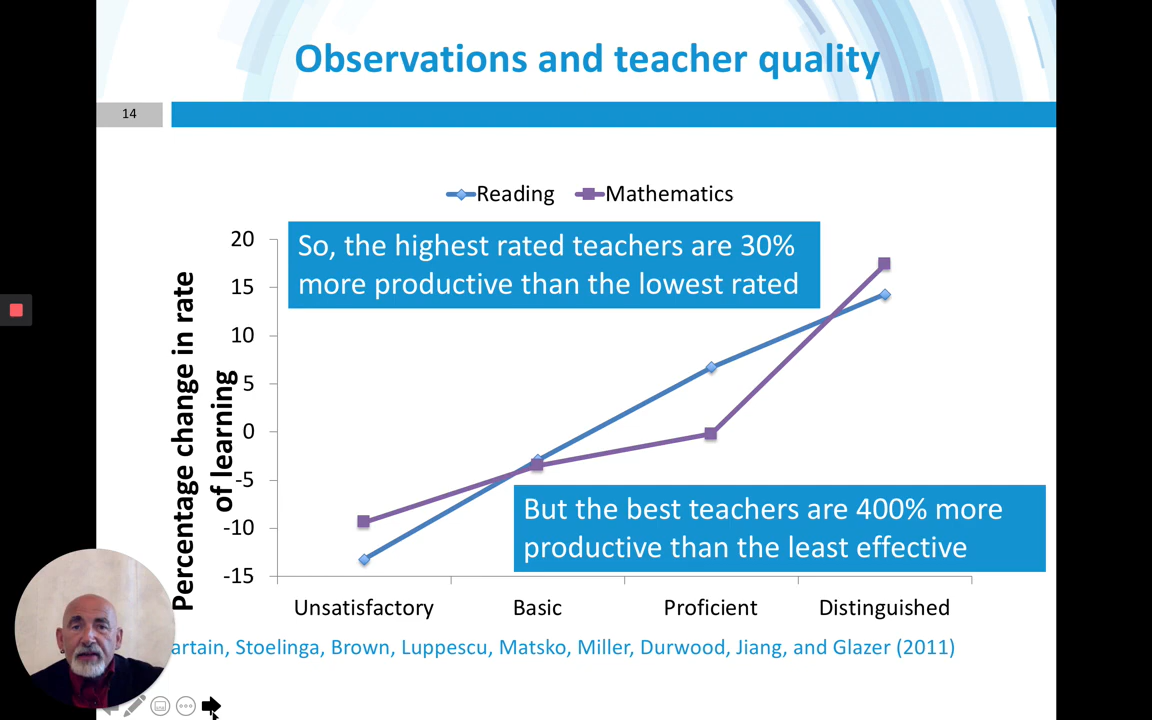 Observations and teacher quality
14
Reading
Mathematics
So, the highest rated teachers are 30%
more productive than the lowest rated
20
15
10
5
0
-5
-10
-15
Percentage change in rate
of learning
But the best teachers are 400% more
productive than the least effective
Unsatisfactory
Basic
Proficient
Distinguished
Stoelinga, Brown, Luppescu, Matsko, Miller, Durwood, Jiang, and Glazer (2011)